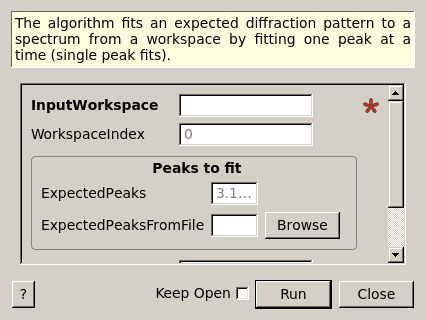 The algorithm fits an expected diffraction pattern to a
spectrum from a workspace by fitting one peak at a
time (single peak fits).
InputWorkspace
*
WorkspaceIndex 0
Peaks to fit
ExpectedPeaks 3.1...
ExpectedPeaksFromFile Browse
? Keep Open Run Close